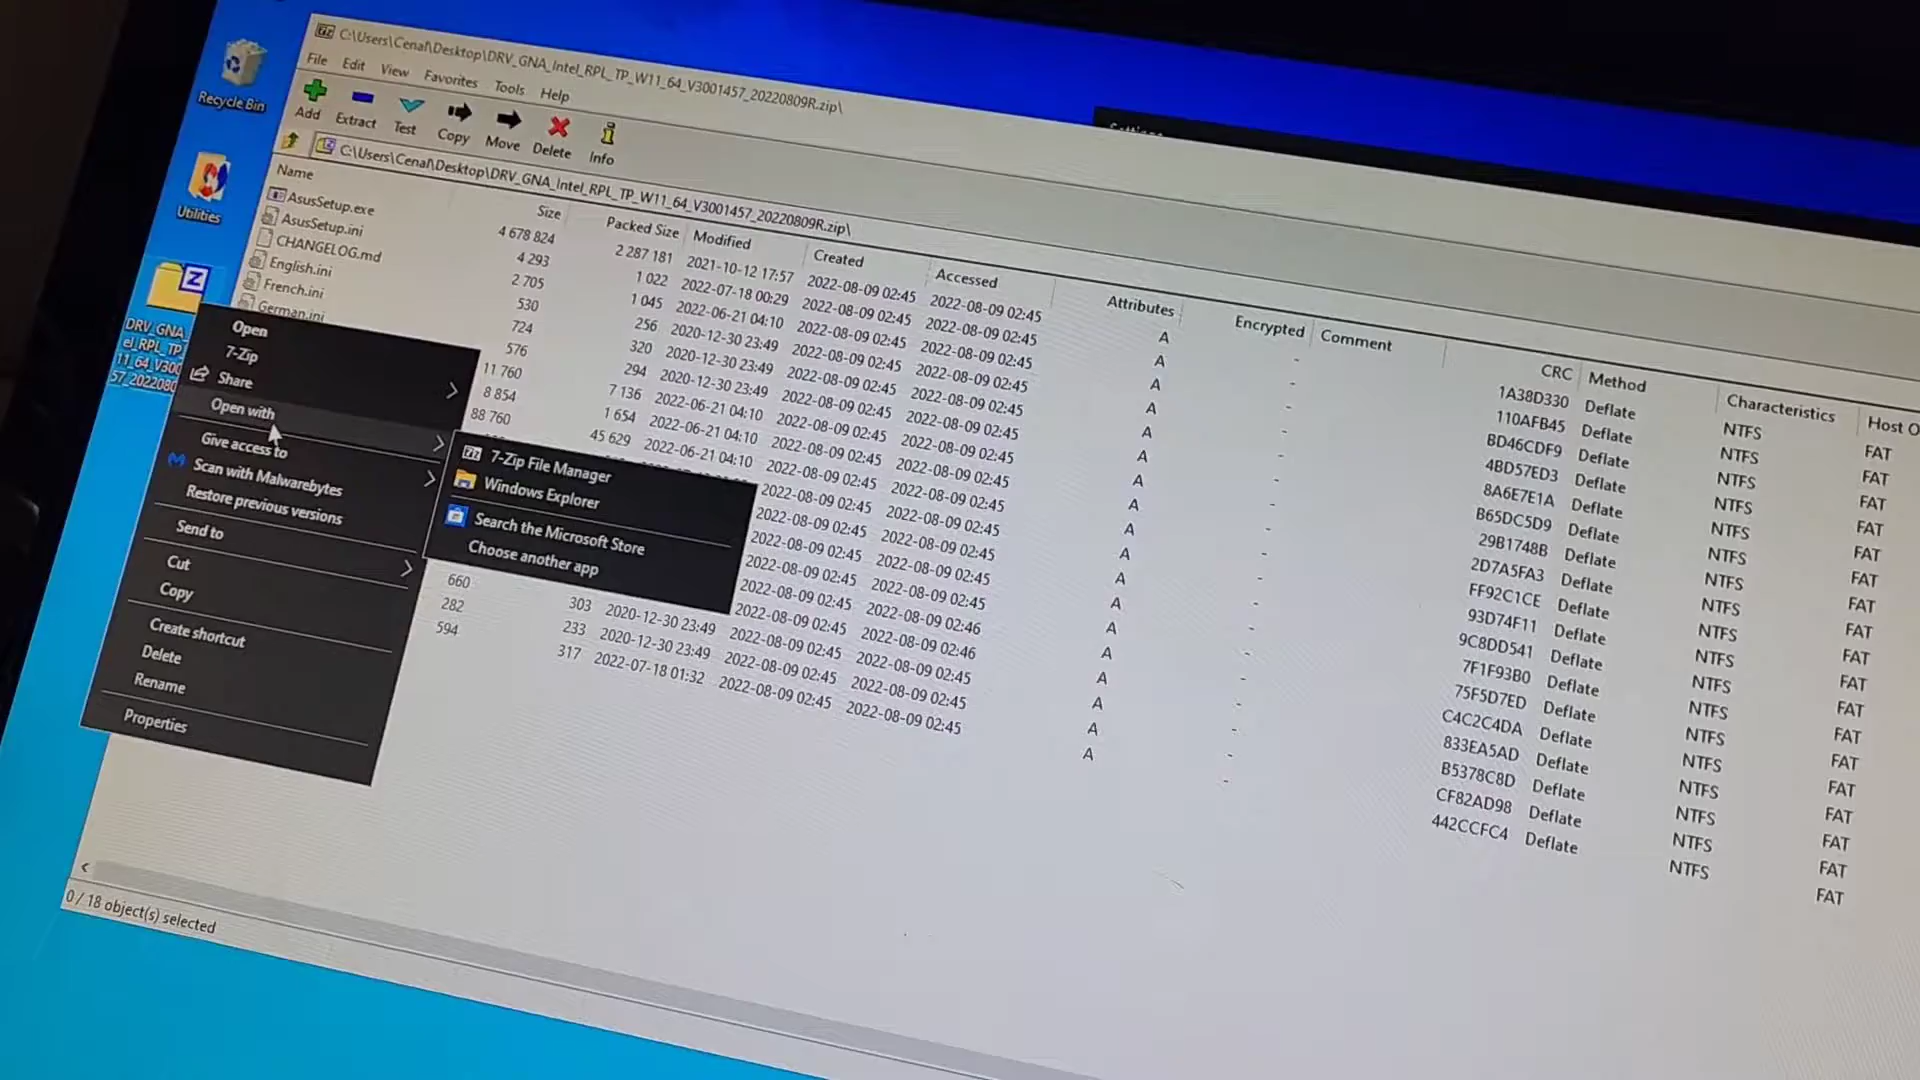 C:\Users\Cenal\Desktop\DRV_GNA_Intel_RPL_TP_W11_64_V3001457_20220809R.zip\
File Edit View Favorites Tools Help
Add Extract Test Copy Move Delete Info
C:\Users\Cenal\Desktop\DRV_GNA_Intel_RPL_TP_W11_64_V3001457_20220809R.zip\
Recycle Bin
Utilities
DRV_GNA_
el_RPL_TP
11_64_V300
57_202208
Name Size Packed Size Modified Created Accessed Attributes Encrypted Comment CRC Method Characteristics Host O
AsusSetup.exe 4 678 824 2 287 181 2021-10-12 17:57 2022-08-09 02:45 2022-08-09 02:45 A - 1A38D330 Deflate NTFS FAT
AsusSetup.ini 4 293 1 022 2022-07-18 00:29 2022-08-09 02:45 2022-08-09 02:45 A - 110AFB45 Deflate NTFS FAT
CHANGELOG.md 2 705 1 045 2022-06-21 04:10 2022-08-09 02:45 2022-08-09 02:45 A - BD46CDF9 Deflate NTFS FAT
English.ini 530 256 2020-12-30 23:49 2022-08-09 02:45 2022-08-09 02:45 A - 4BD57ED3 Deflate NTFS FAT
French.ini 724 320 2020-12-30 23:49 2022-08-09 02:45 2022-08-09 02:45 A - 8A6E7E1A Deflate NTFS FAT
German.ini 576 294 2020-12-30 23:49 2022-08-09 02:45 2022-08-09 02:45 A - B65DC5D9 Deflate NTFS FAT
11 760 7 136 2022-06-21 04:10 2022-08-09 02:45 2022-08-09 02:45 A - 29B1748B Deflate NTFS FAT
8 854 1 654 2022-06-21 04:10 2022-08-09 02:45 2022-08-09 02:45 A - 2D7A5FA3 Deflate NTFS FAT
88 760 45 629 2022-06-21 04:10 2022-08-09 02:45 2022-08-09 02:45 A - FF92C1CE Deflate NTFS FAT
2022-08-09 02:45 2022-08-09 02:45 A 93D74F11 Deflate NTFS FAT
2022-08-09 02:45 2022-08-09 02:45 A - 9C8DD541 Deflate NTFS FAT
2022-08-09 02:45 2022-08-09 02:45 A - 7F1F93B0 Deflate NTFS FAT
2022-08-09 02:45 2022-08-09 02:45 A - 75F5D7ED Deflate NTFS FAT
2022-08-09 02:45 2022-08-09 02:46 A - C4C2C4DA Deflate NTFS FAT
2022-08-09 02:45 2022-08-09 02:46 A - 833EA5AD Deflate NTFS FAT
660 303 2020-12-30 23:49 2022-08-09 02:45 2022-08-09 02:45 A - B5378C8D Deflate NTFS FAT
282 233 2020-12-30 23:49 2022-08-09 02:45 2022-08-09 02:45 A - CF82AD98 Deflate NTFS FAT
594 317 2022-07-18 01:32 2022-08-09 02:45 2022-08-09 02:45 A - 442CCFC4 Deflate NTFS FAT
Open
7-Zip
Share
Open with
Give access to
Scan with Malwarebytes
Restore previous versions
Send to
Cut
Copy
Create shortcut
Delete
Rename
Properties
7-Zip File Manager
Windows Explorer
Search the Microsoft Store
Choose another app
0 / 18 object(s) selected